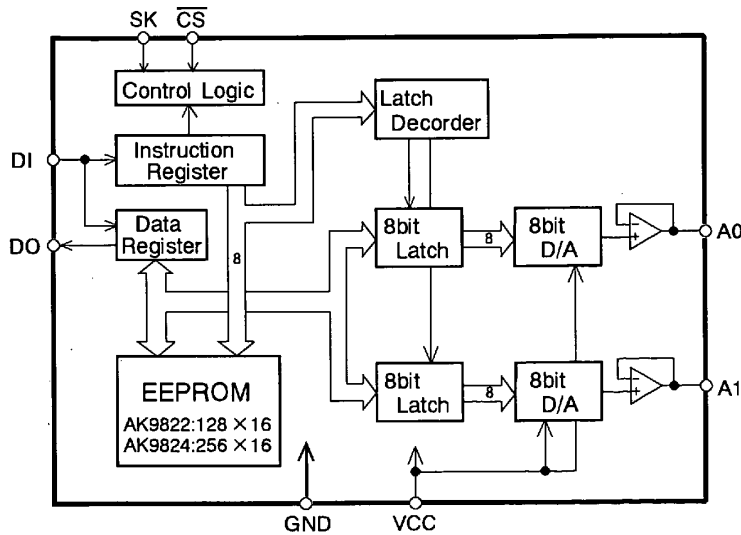 SK
C̅S̅
Control Logic
Latch
Decorder
DI
Instruction
Register
DO
Data
Register
8
8bit
Latch
8
8bit
D/A
−
+
A0
EEPROM
AK9822:128×16
AK9824:256×16
8bit
Latch
8
8bit
D/A
−
+
A1
GND
VCC